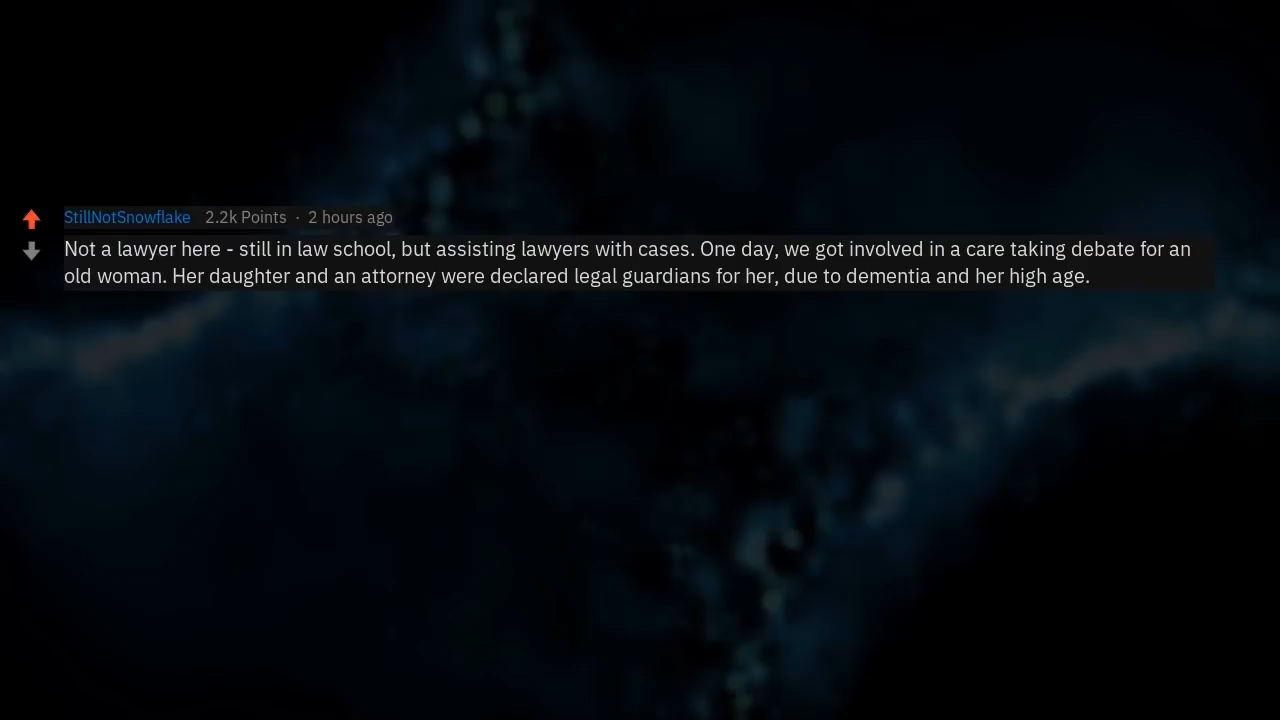 StillNotSnowflake 2.2k Points · 2 hours ago
Not a lawyer here - still in law school, but assisting lawyers with cases. One day, we got involved in a care taking debate for an
old woman. Her daughter and an attorney were declared legal guardians for her, due to dementia and her high age.